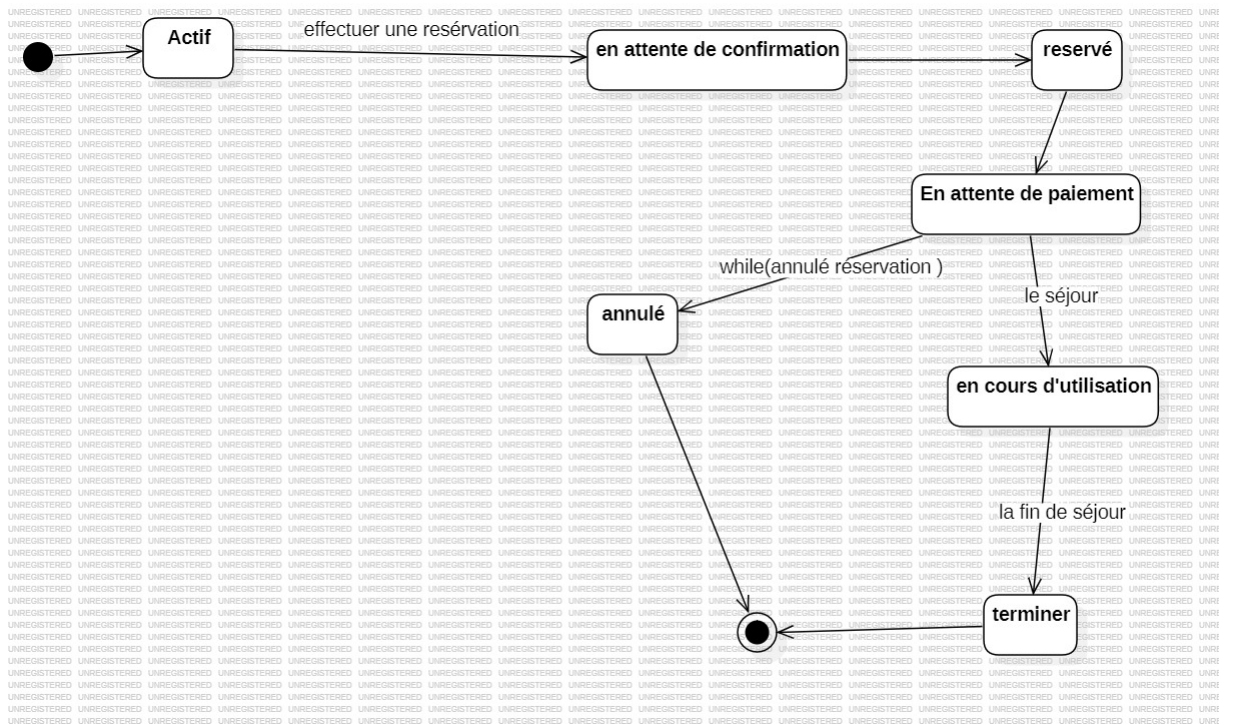 Actif
effectuer une resérvation
en attente de confirmation
reservé
En attente de paiement
while(annulé réservation )
le séjour
annulé
en cours d'utilisation
la fin de séjour
terminer
UNREGISTERED